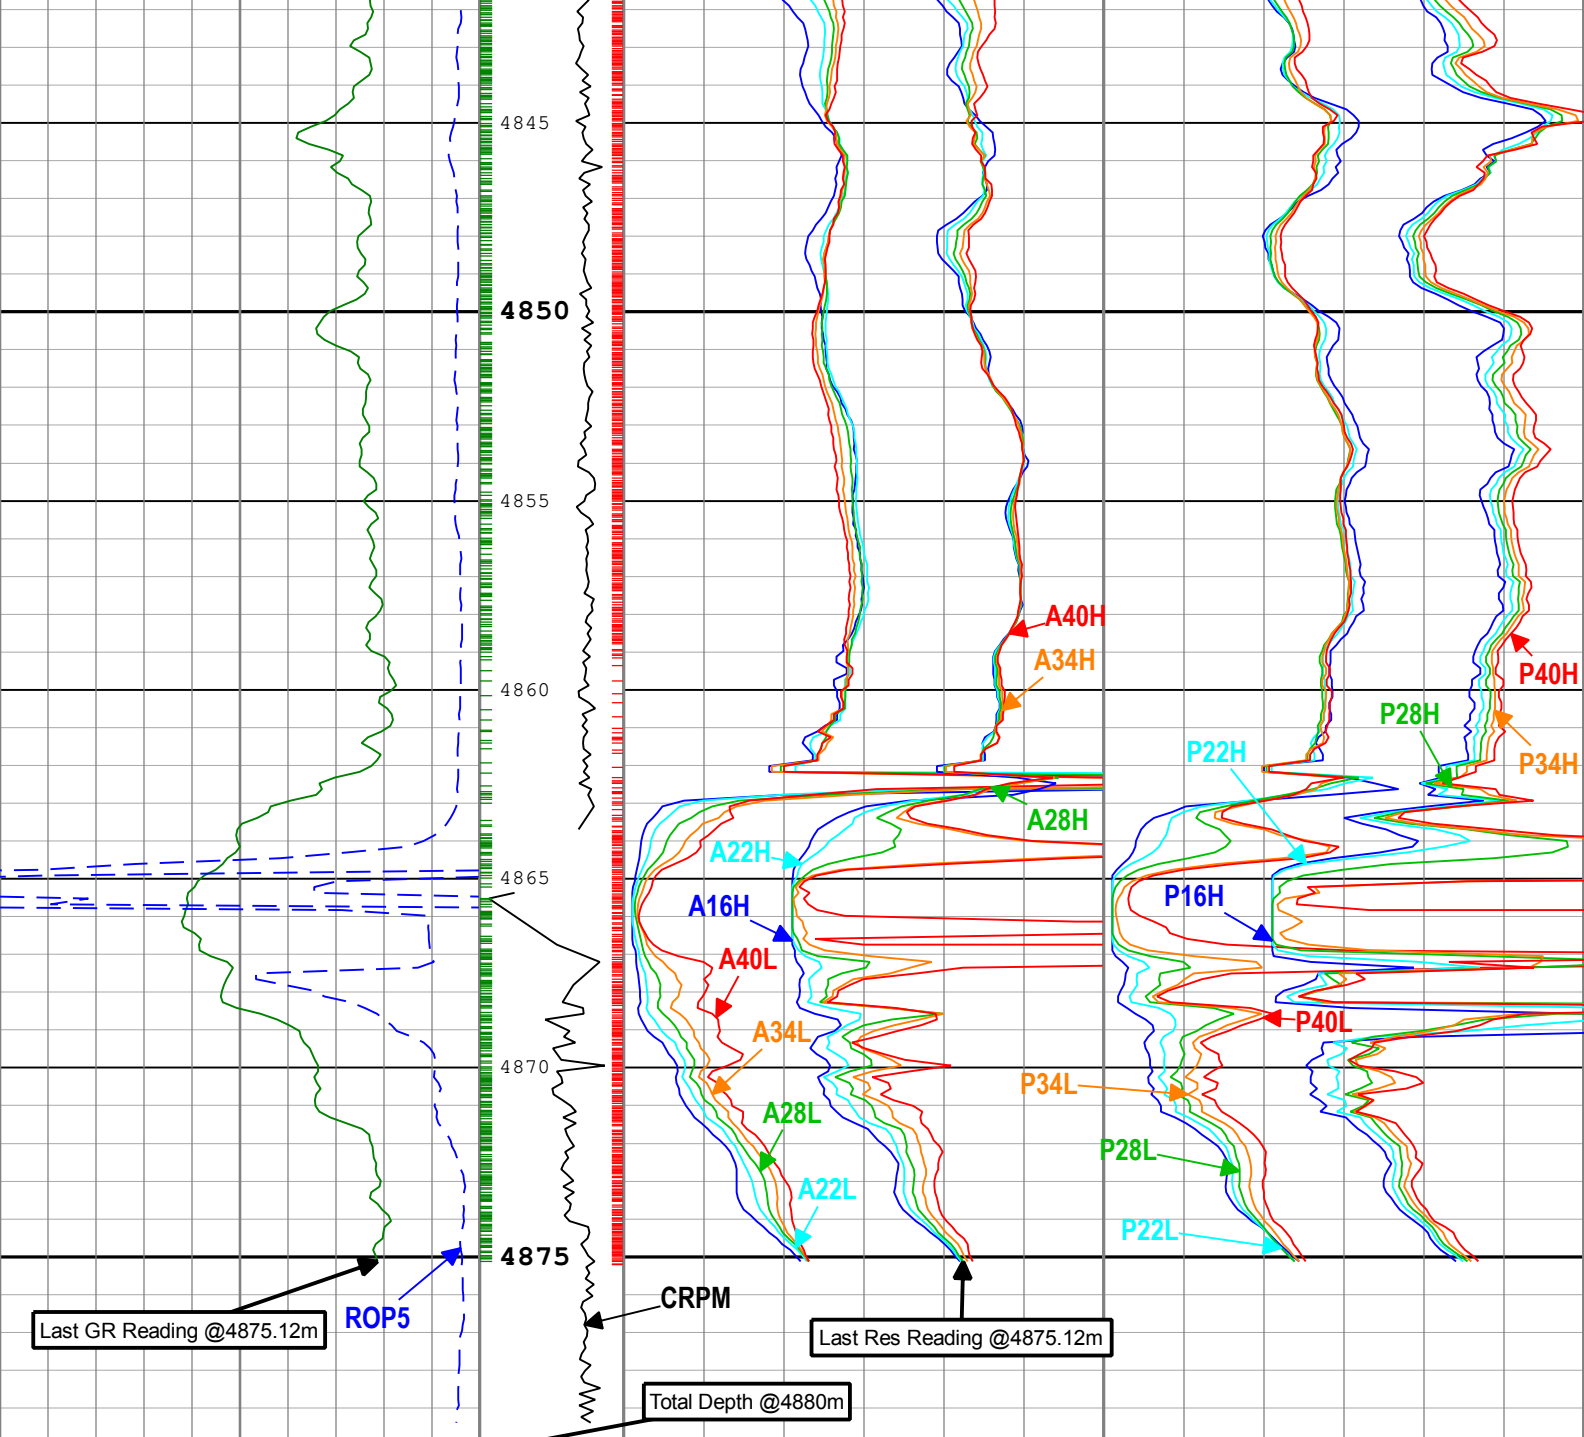 4845
4850
4855
A40H
A34H
4860
P40H
P28H
P22H
P34H
A28H
A22H
4865
A16H
P16H
A40L
P40L
A34L
4870
P34L
A28L
P28L
A22L
P22L
4875
CRPM
ROP5
Last GR Reading @4875.12m
Last Res Reading @4875.12m
Total Depth @4880m